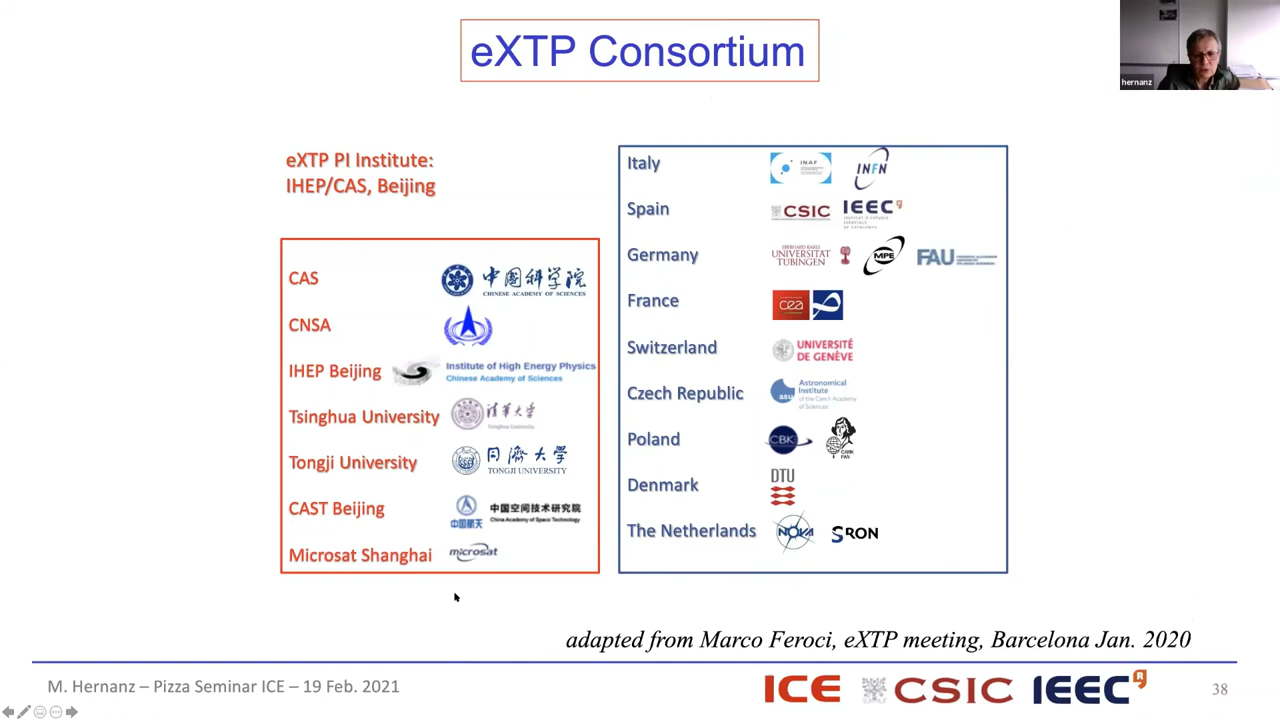 eXTP Consortium
hernanz
eXTP PI Institute:
IHEP/CAS, Beijing
CAS
中国科学院
CHINESE ACADEMY OF SCIENCES
CNSA
IHEP Beijing
Institute of High Energy Physics
Chinese Academy of Sciences
Tsinghua University
清华大学
Tsinghua University
Tongji University
同濟大學
TONGJI UNIVERSITY
CAST Beijing
中国航天
中国空间技术研究院
China Academy of Space Technology
Microsat Shanghai
microsat
Italy
INAF
INFN
Spain
CSIC
IEEC
Germany
EBERHARD KARLS
UNIVERSITAT
TUBINGEN
MPE
FAU
France
cea
Switzerland
UNIVERSITÉ
DE GENÈVE
Czech Republic
asu
Astronomical
Institute
of the Czech Academy
of Sciences
Poland
CBK
CAMK
PAN
Denmark
DTU
The Netherlands
NOVA
SRON
adapted from Marco Feroci, eXTP meeting, Barcelona Jan. 2020
M. Hernanz – Pizza Seminar ICE – 19 Feb. 2021
ICE
CSIC
IEEC
R
38